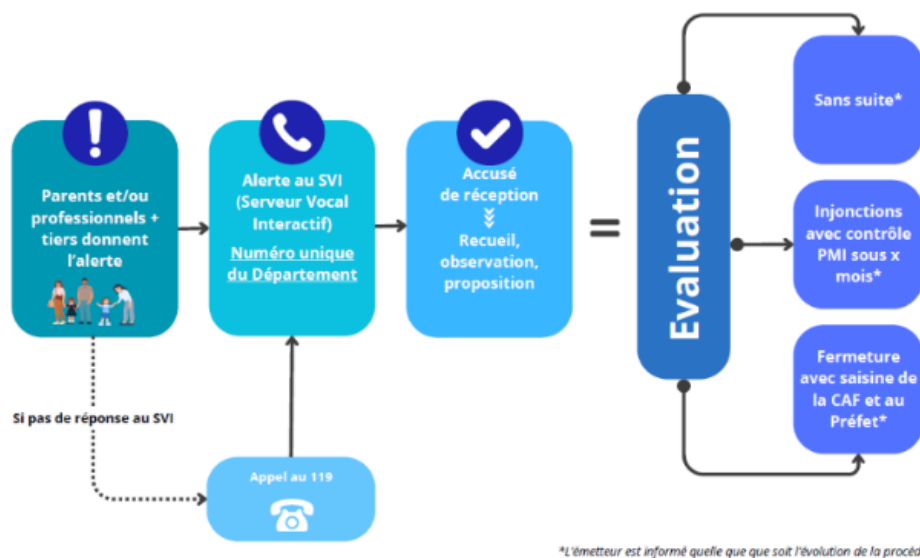 Parents et/ou
professionnels +
tiers donnent
l'alerte
Alerte au SVI
(Serveur Vocal
Interactif)
Numéro unique
du Département
Accusé
de réception
Recueil,
observation,
proposition
=
Evaluation
Sans suite*
Injonctions
avec contrôle
PMI sous x
mois*
Fermeture
avec saisine de
la CAF et au
Préfet*
Si pas de réponse au SVI
Appel au 119
*L'émetteur est informé quelle que que soit l'évolution de la procéd